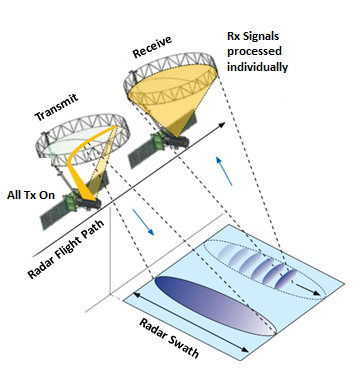 Rx Signals
processed
individually
Receive
Transmit
All Tx On
Radar Flight Path
Radar Swath